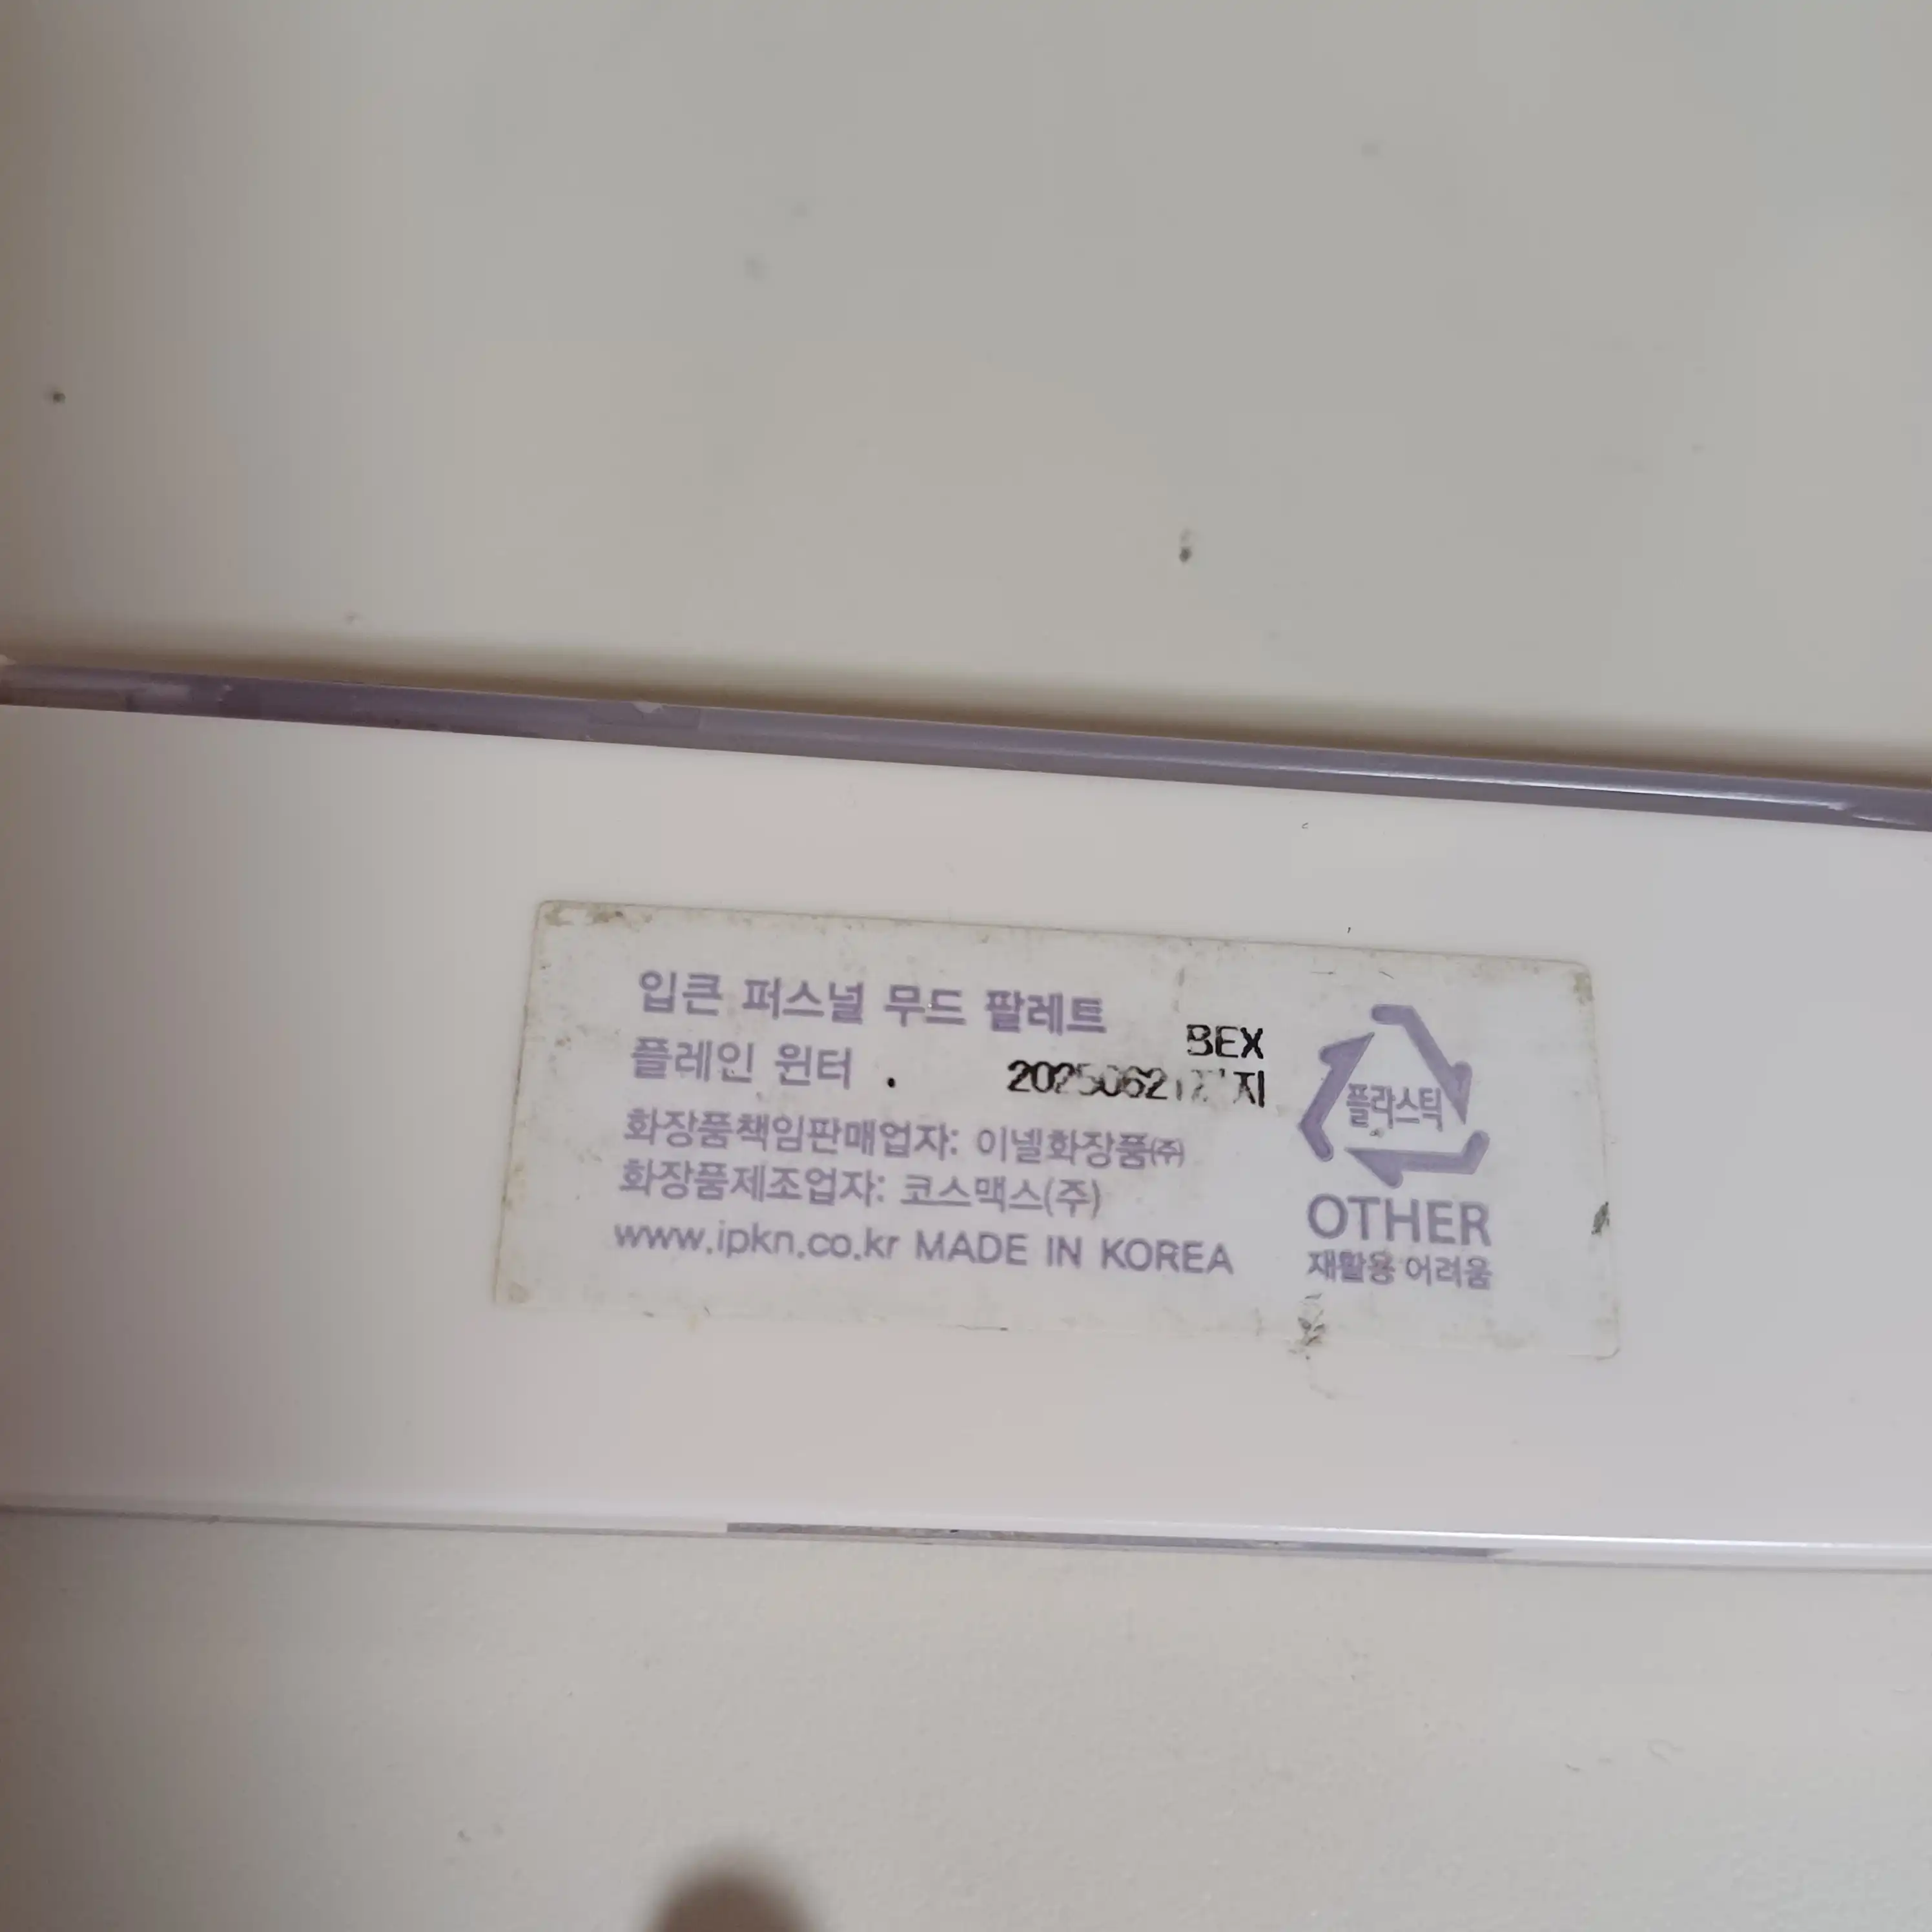 입큰 퍼스널 무드 팔레트
플레인 윈터 .
BEX
화장품책임판매업자: 이넬화장품㈜
화장품제조업자: 코스맥스(주)
www.ipkn.co.kr MADE IN KOREA
플라스틱
OTHER
재활용 어려움